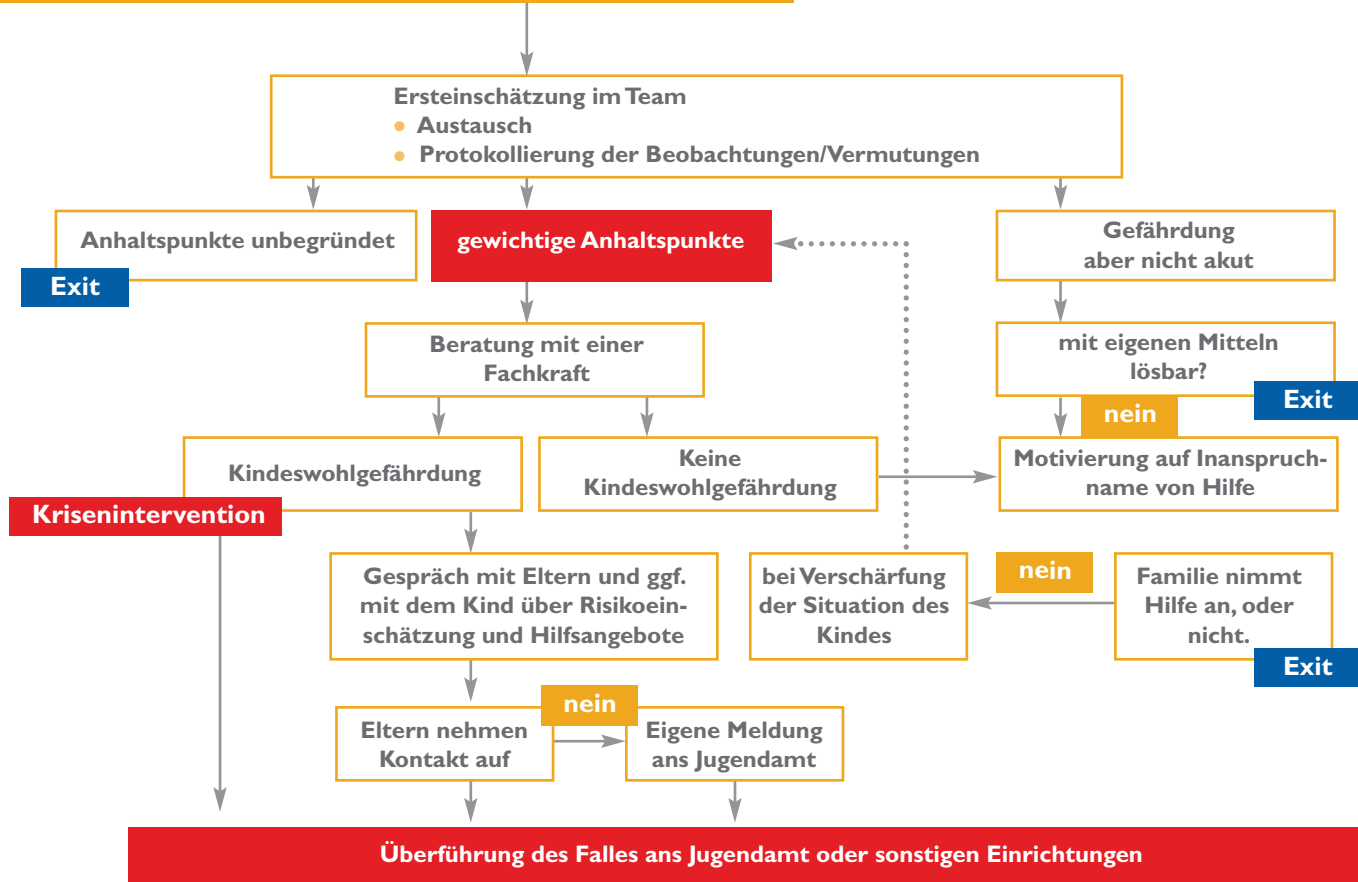 Ersteinschätzung im Team
• Austausch
• Protokollierung der Beobachtungen/Vermutungen
Anhaltspunkte unbegründet
Exit
gewichtige Anhaltspunkte
Gefährdung
aber nicht akut
Beratung mit einer
Fachkraft
mit eigenen Mitteln
lösbar?
Exit
nein
Kindeswohlgefährdung
Krisenintervention
Keine
Kindeswohlgefährdung
Motivierung auf Inanspruch-
name von Hilfe
Gespräch mit Eltern und ggf.
mit dem Kind über Risikoein-
schätzung und Hilfsangebote
bei Verschärfung
der Situation des
Kindes
nein
Familie nimmt
Hilfe an, oder
nicht.
Exit
Eltern nehmen
Kontakt auf
nein
Eigene Meldung
ans Jugendamt
Überführung des Falles ans Jugendamt oder sonstigen Einrichtungen